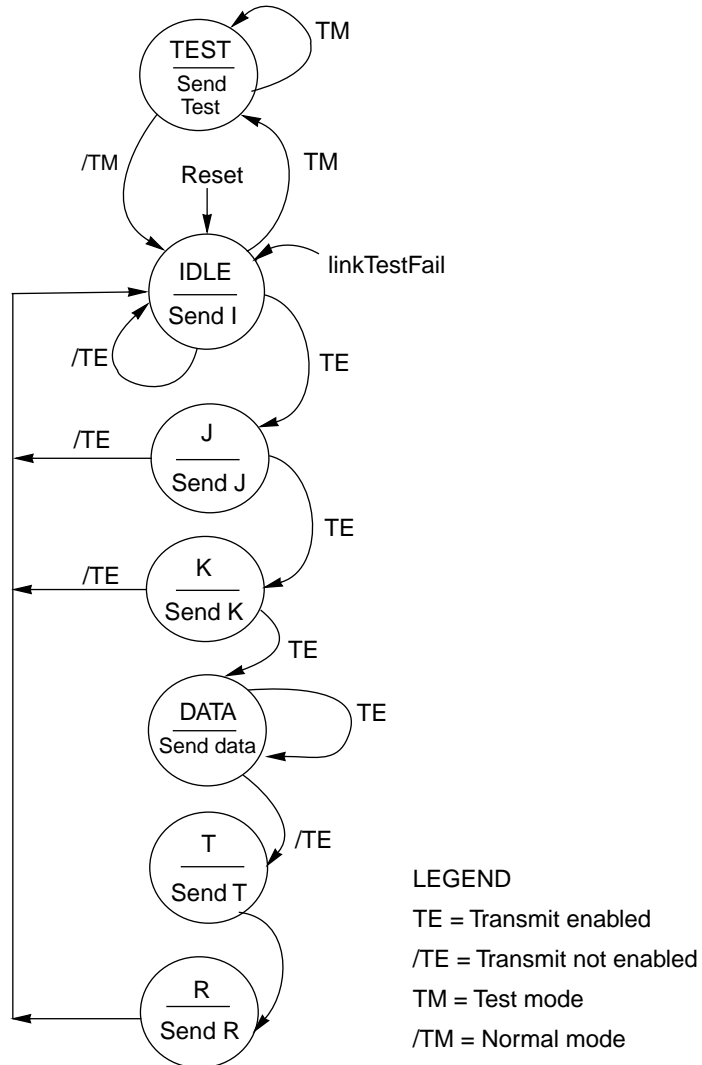 TM
TEST
Send
Test
/TM
TM
Reset
IDLE
Send I
linkTestFail
/TE
TE
J
Send J
/TE
TE
K
Send K
/TE
TE
DATA
Send data
TE
/TE
T
Send T
R
Send R
LEGEND
TE = Transmit enabled
/TE = Transmit not enabled
TM = Test mode
/TM = Normal mode